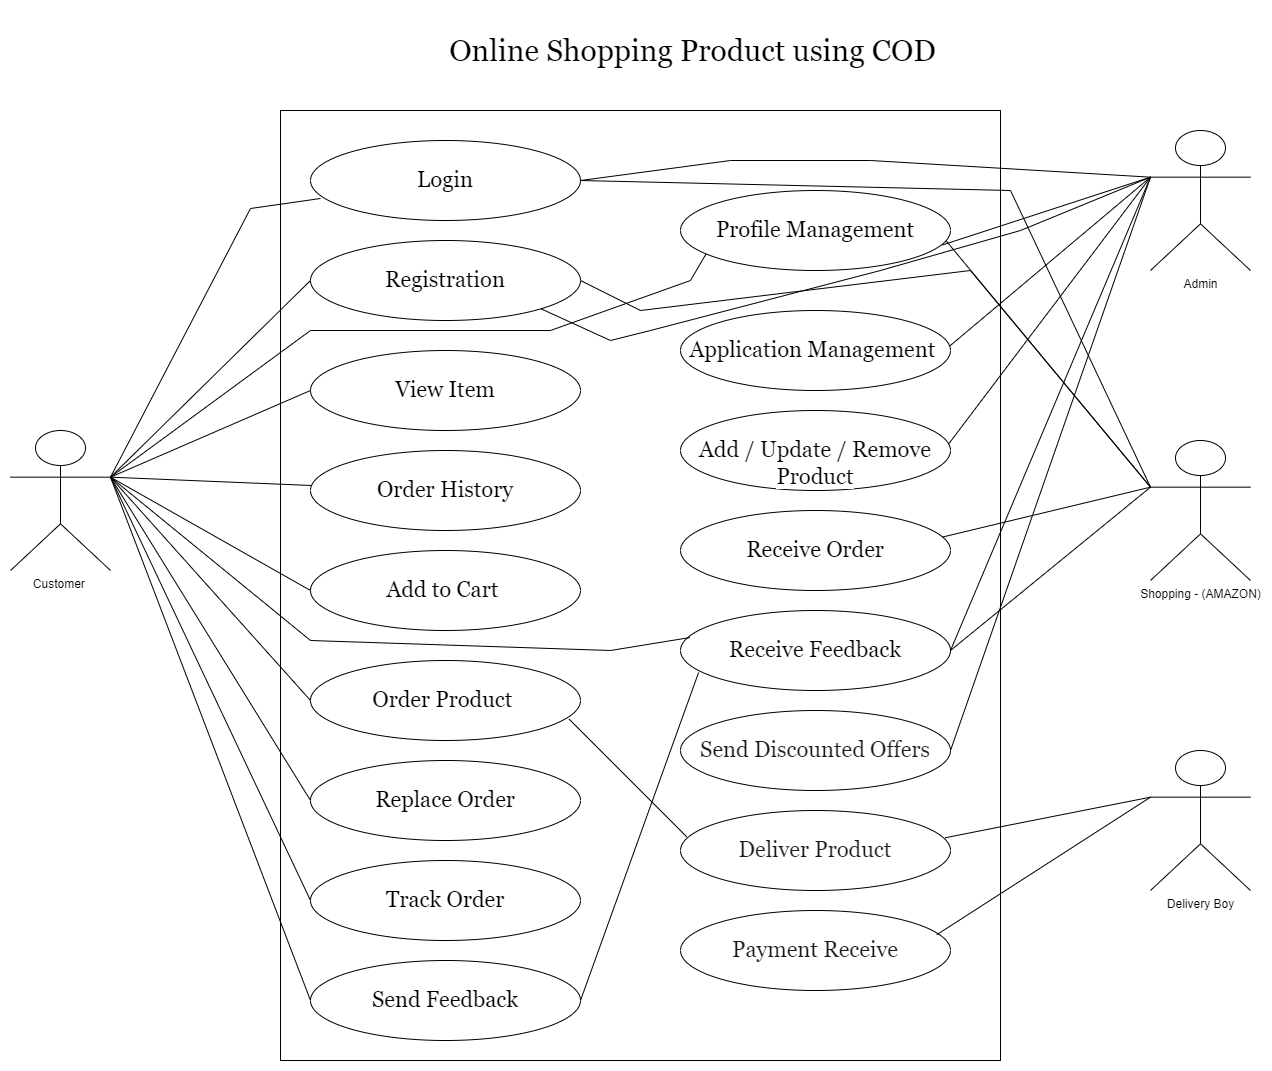 Online Shopping Product using COD
Login
Profile Management
Registration
Admin
Application Management
View Item
Add / Update / Remove
Product
Order History
Receive Order
Customer
Add to Cart
Shopping - (AMAZON)
Receive Feedback
Order Product
Send Discounted Offers
Replace Order
Deliver Product
Track Order
Delivery Boy
Payment Receive
Send Feedback